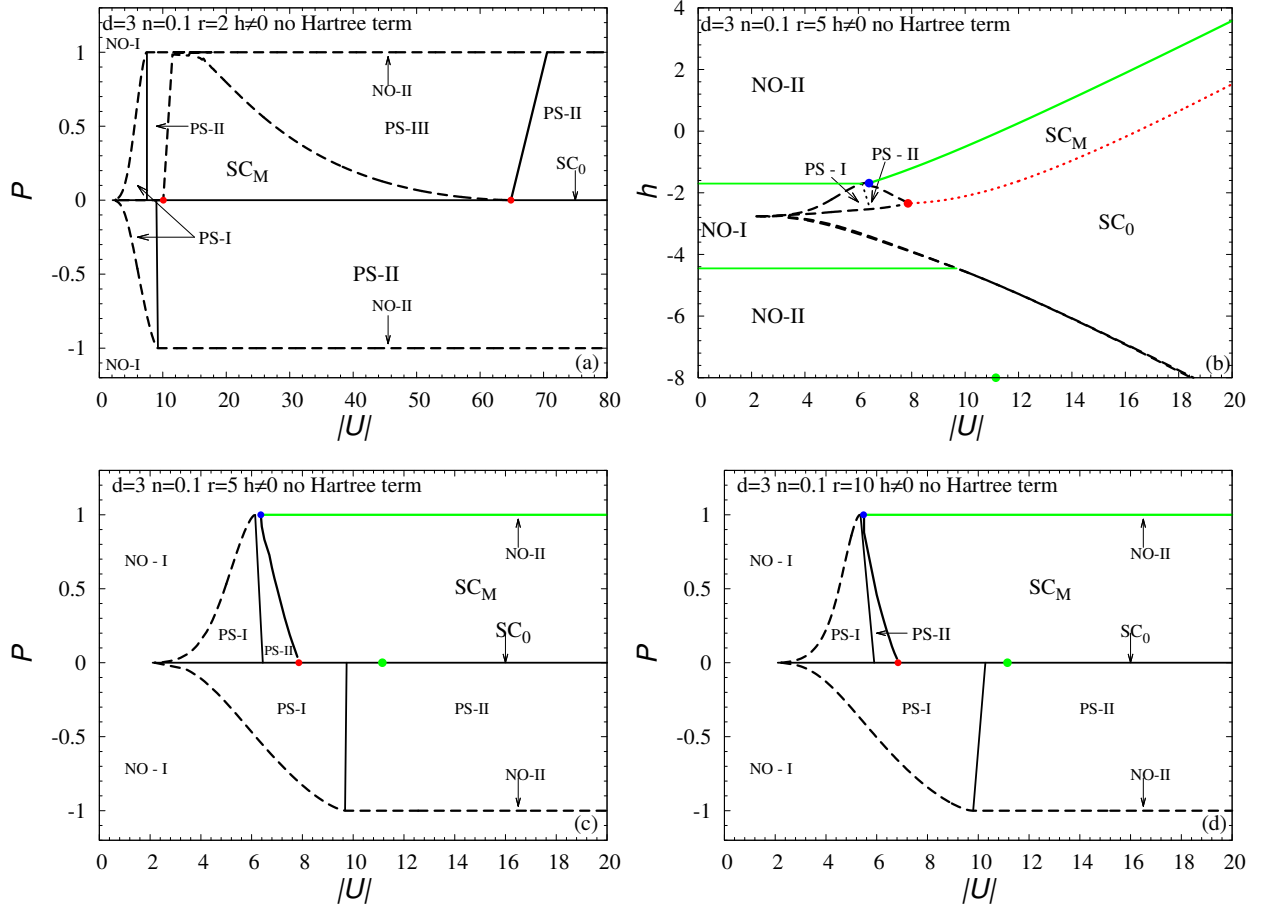 d=3 n=0.1 r=2 h≠0 no Hartree term
NO-I
NO-II
PS-II
PS-III
PS-II
SC_M
SC_0
PS-I
PS-II
NO-II
NO-I
(a)
P
1
0.5
0
-0.5
-1
0 10 20 30 40 50 60 70 80
|U|
d=3 n=0.1 r=5 h≠0 no Hartree term
NO-II
SC_M
PS - I
PS - II
NO-I
SC_0
NO-II
(b)
h
4
2
0
-2
-4
-6
-8
0 2 4 6 8 10 12 14 16 18 20
|U|
d=3 n=0.1 r=5 h≠0 no Hartree term
NO - I
NO-II
SC_M
PS-I
PS-II
SC_0
PS-I
PS-II
NO - I
NO-II
(c)
P
1
0.5
0
-0.5
-1
0 2 4 6 8 10 12 14 16 18 20
|U|
d=3 n=0.1 r=10 h≠0 no Hartree term
NO - I
NO-II
SC_M
PS-I
PS-II
SC_0
PS-I
PS-II
NO - I
NO-II
(d)
P
1
0.5
0
-0.5
-1
0 2 4 6 8 10 12 14 16 18 20
|U|